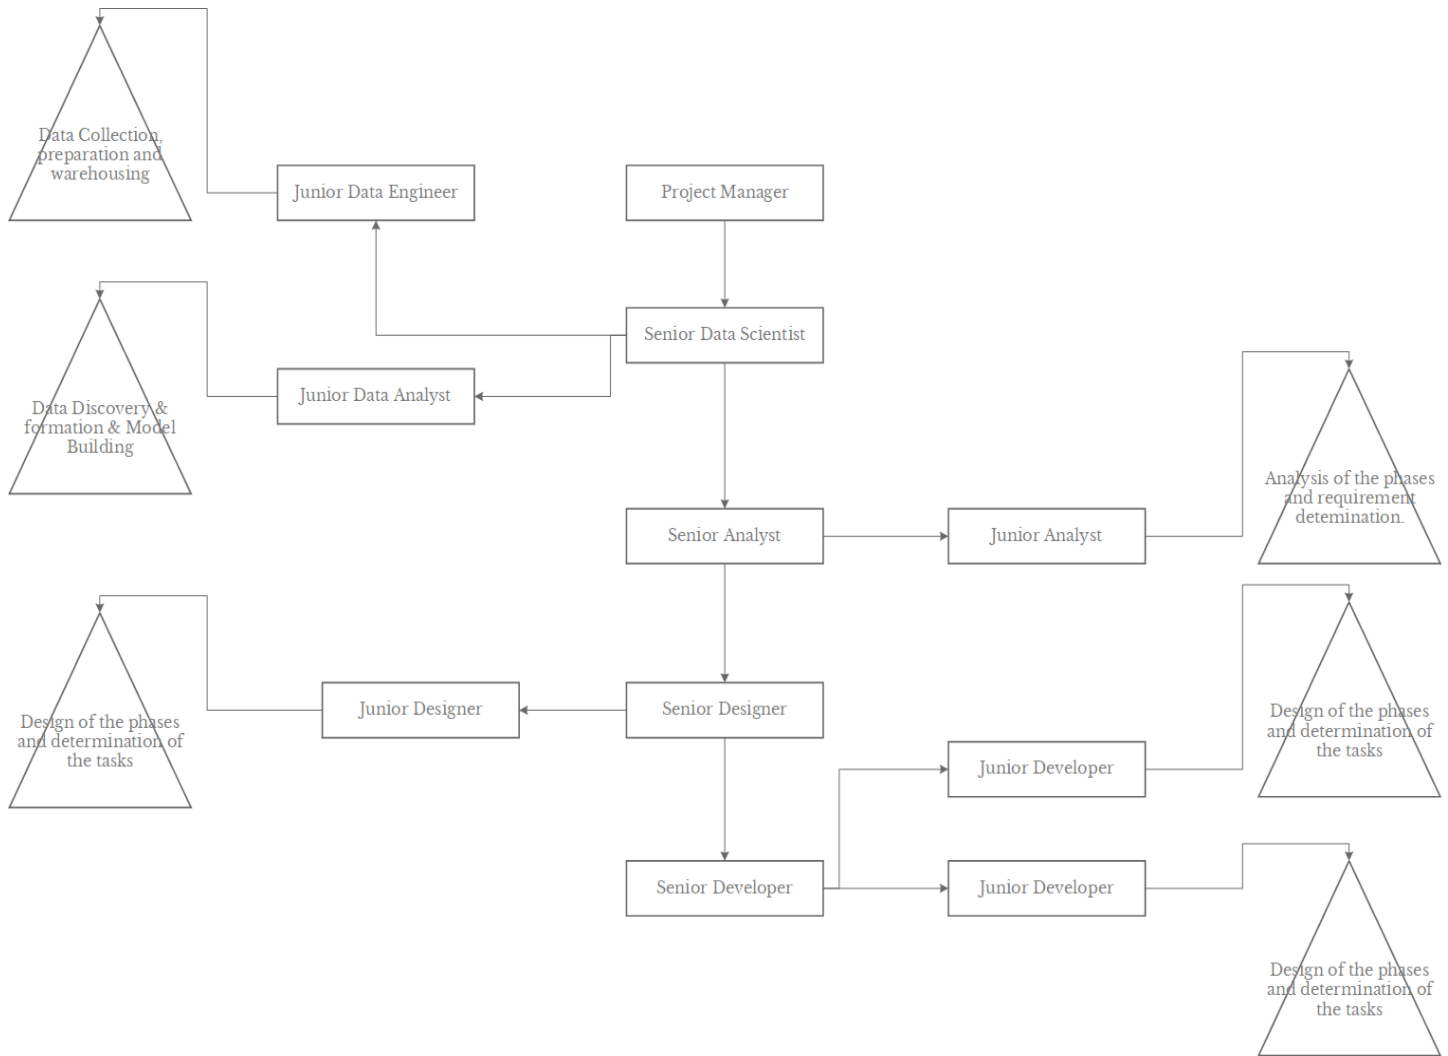 Data Collection,
preparation and
warehousing
Junior Data Engineer
Project Manager
Senior Data Scientist
Junior Data Analyst
Data Discovery &
formation & Model
Building
Analysis of the phases
and requirement
detemination.
Senior Analyst
Junior Analyst
Design of the phases
and determination of
the tasks
Junior Designer
Senior Designer
Design of the phases
and determination of
the tasks
Junior Developer
Senior Developer
Junior Developer
Design of the phases
and determination of
the tasks